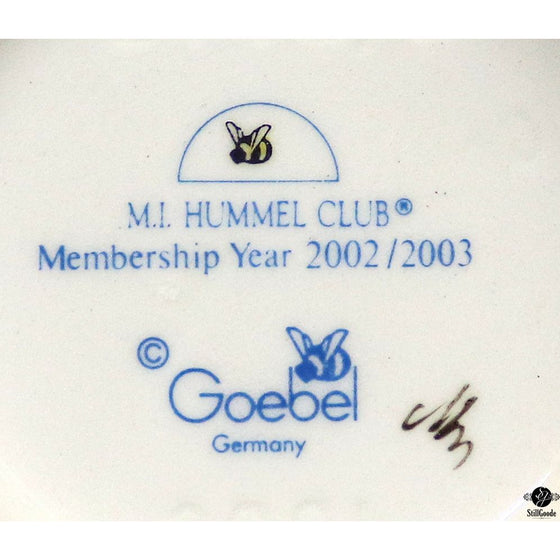 M.I. HUMMEL CLUB®
Membership Year 2002/2003
© Goebel
Germany
StillGoode